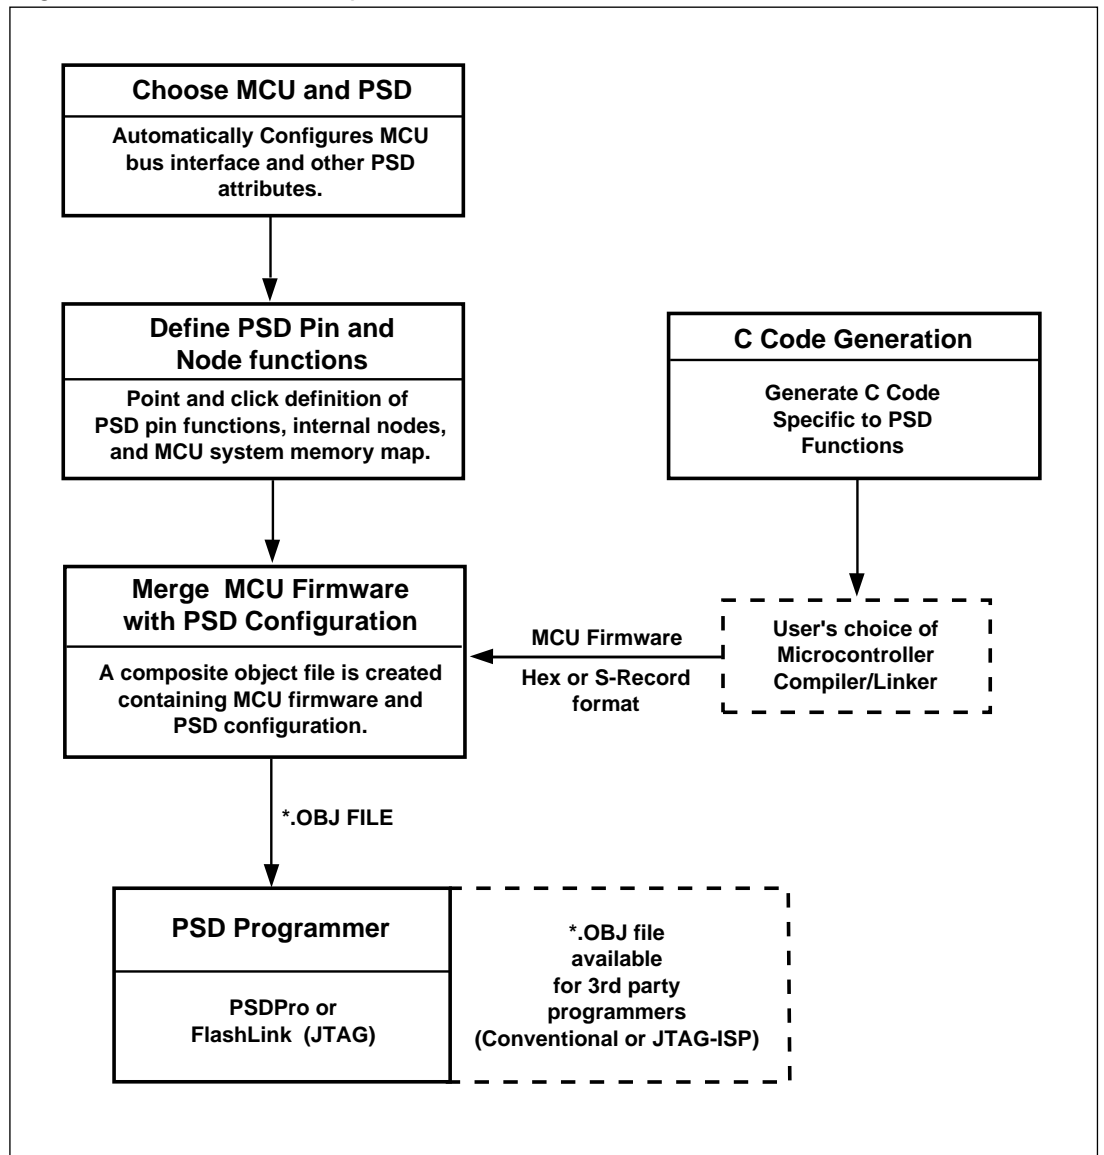 Choose MCU and PSD
Automatically Configures MCU
bus interface and other PSD
attributes.
Define PSD Pin and
Node functions
Point and click definition of
PSD pin functions, internal nodes,
and MCU system memory map.
C Code Generation
Generate C Code
Specific to PSD
Functions
Merge MCU Firmware
with PSD Configuration
A composite object file is created
containing MCU firmware and
PSD configuration.
MCU Firmware
Hex or S-Record
format
User's choice of
Microcontroller
Compiler/Linker
*.OBJ FILE
PSD Programmer
PSDPro or
FlashLink (JTAG)
*.OBJ file
available
for 3rd party
programmers
(Conventional or JTAG-ISP)